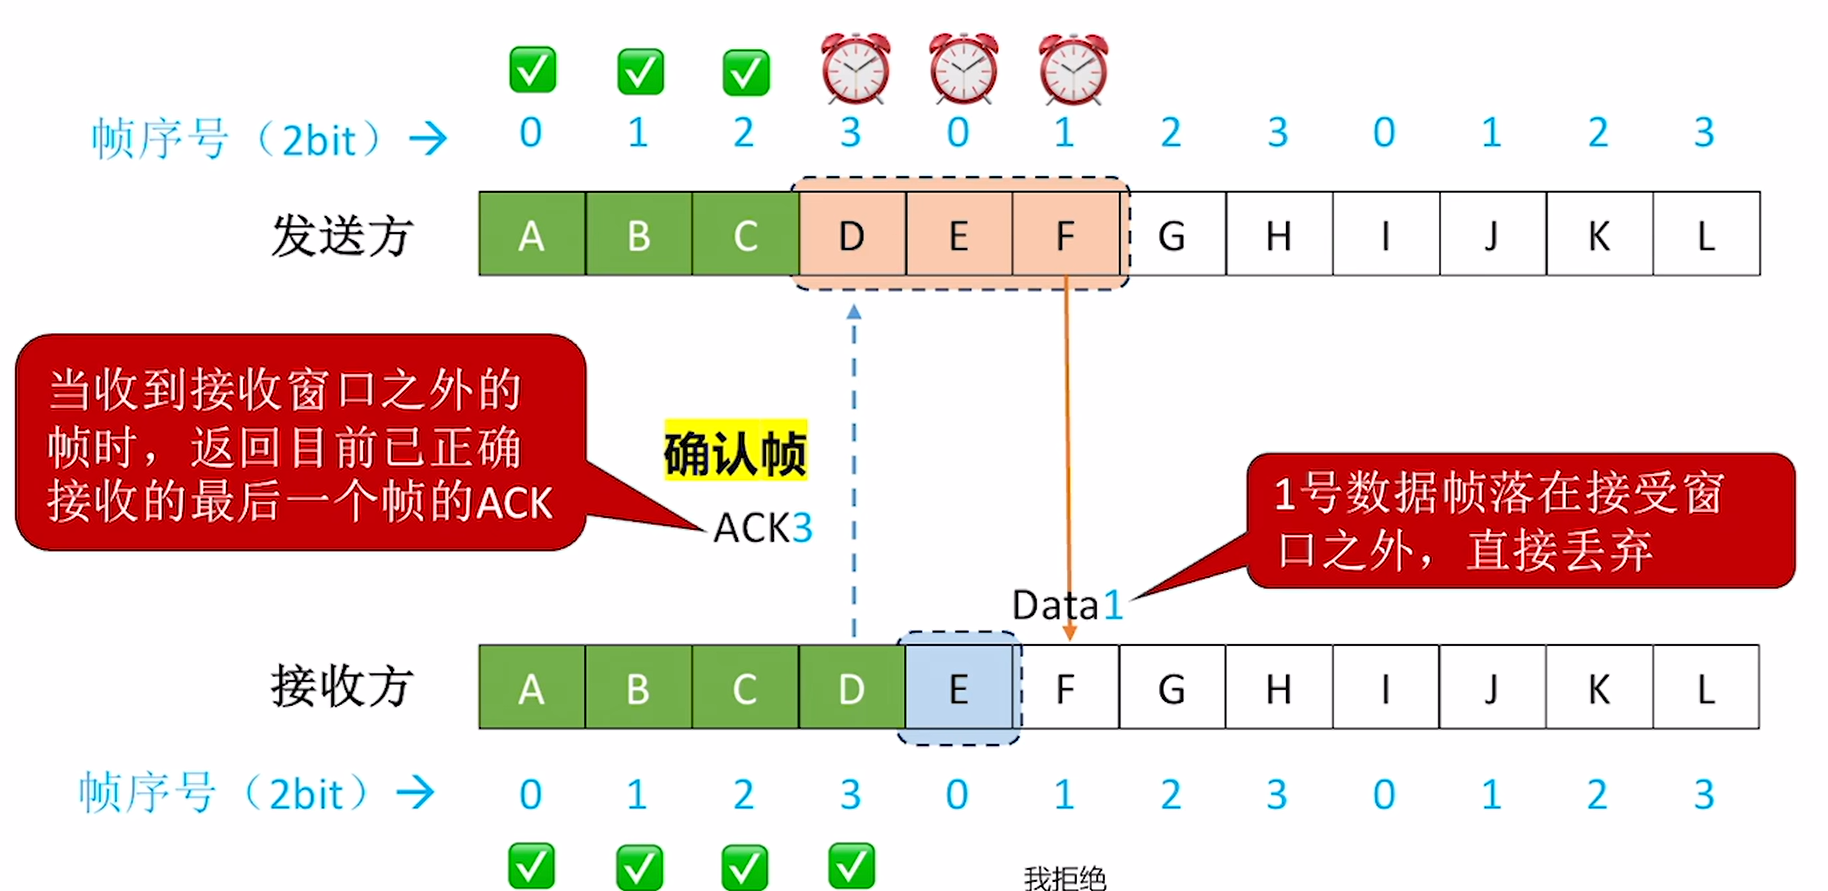 帧序号（2bit）→ 0 1 2 3 0 1 2 3 0 1 2 3
发送方 A B C D E F G H I J K L
当收到接收窗口之外的
帧时，返回目前已正确
接收的最后一个帧的ACK
确认帧
ACK3
1号数据帧落在接受窗
口之外，直接丢弃
Data1
接收方 A B C D E F G H I J K L
帧序号（2bit）→ 0 1 2 3 0 1 2 3 0 1 2 3
我拒绝